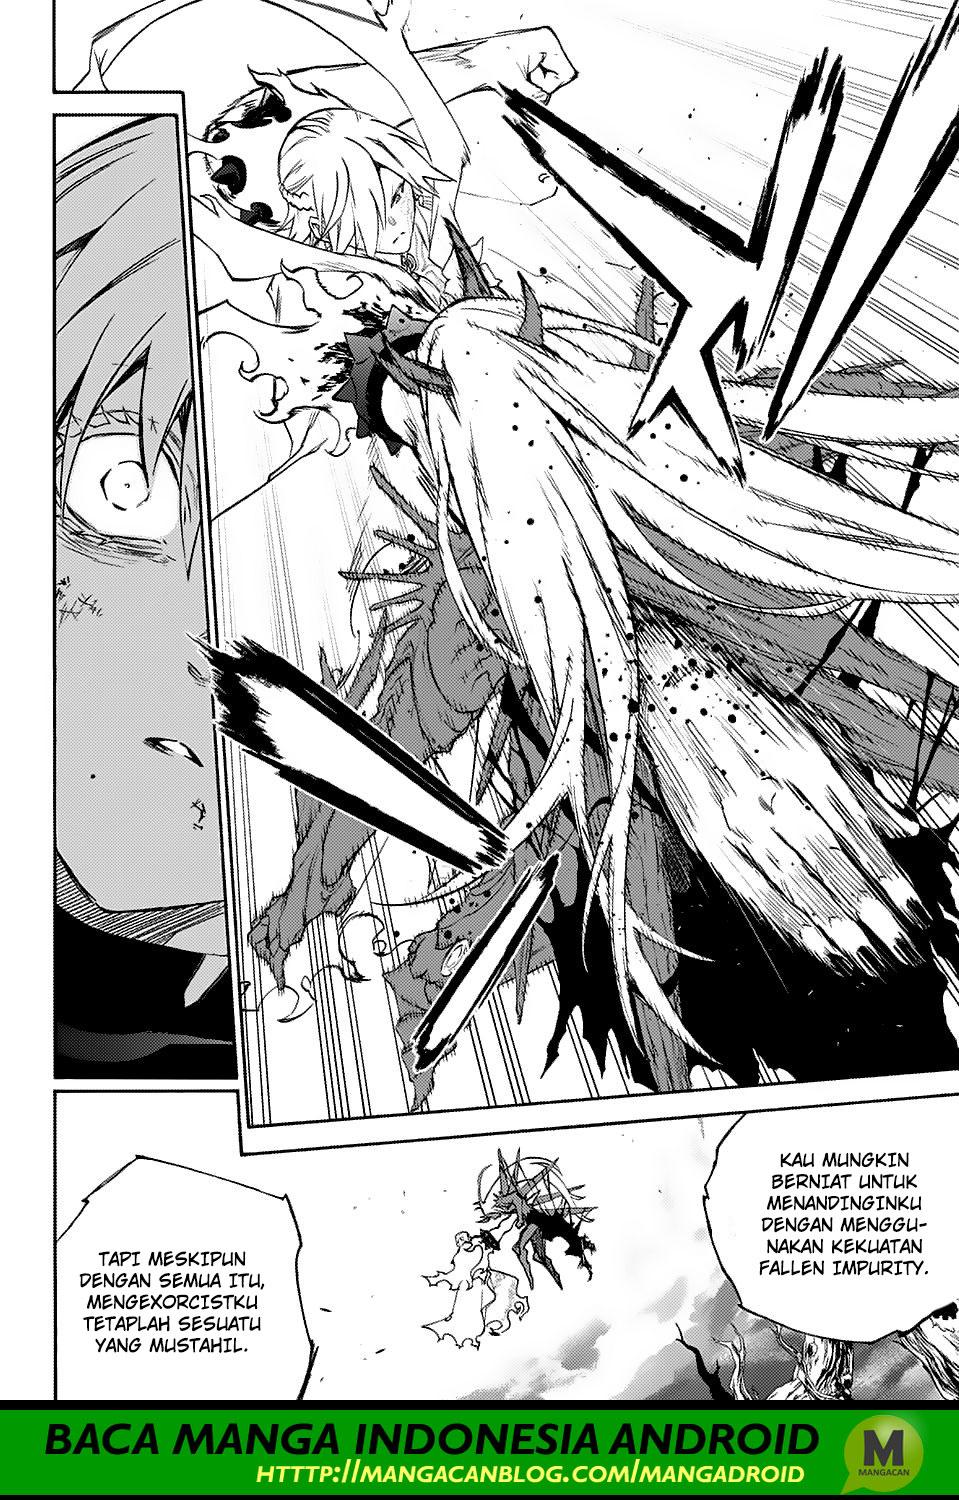 KAU MUNGKIN
BERNIAT UNTUK
MENANDINGINKU
DENGAN MENGGU-
NAKAN KEKUATAN
FALLEN IMPURITY.
TAPI MESKIPUN
DENGAN SEMUA ITU,
MENGEXORCISTKU
TETAPLAH SESUATU
YANG MUSTAHIL.
BACA MANGA INDONESIA ANDROID
HTTTP://MANGACANBLOG.COM/MANGADROID
M
MANGACAN